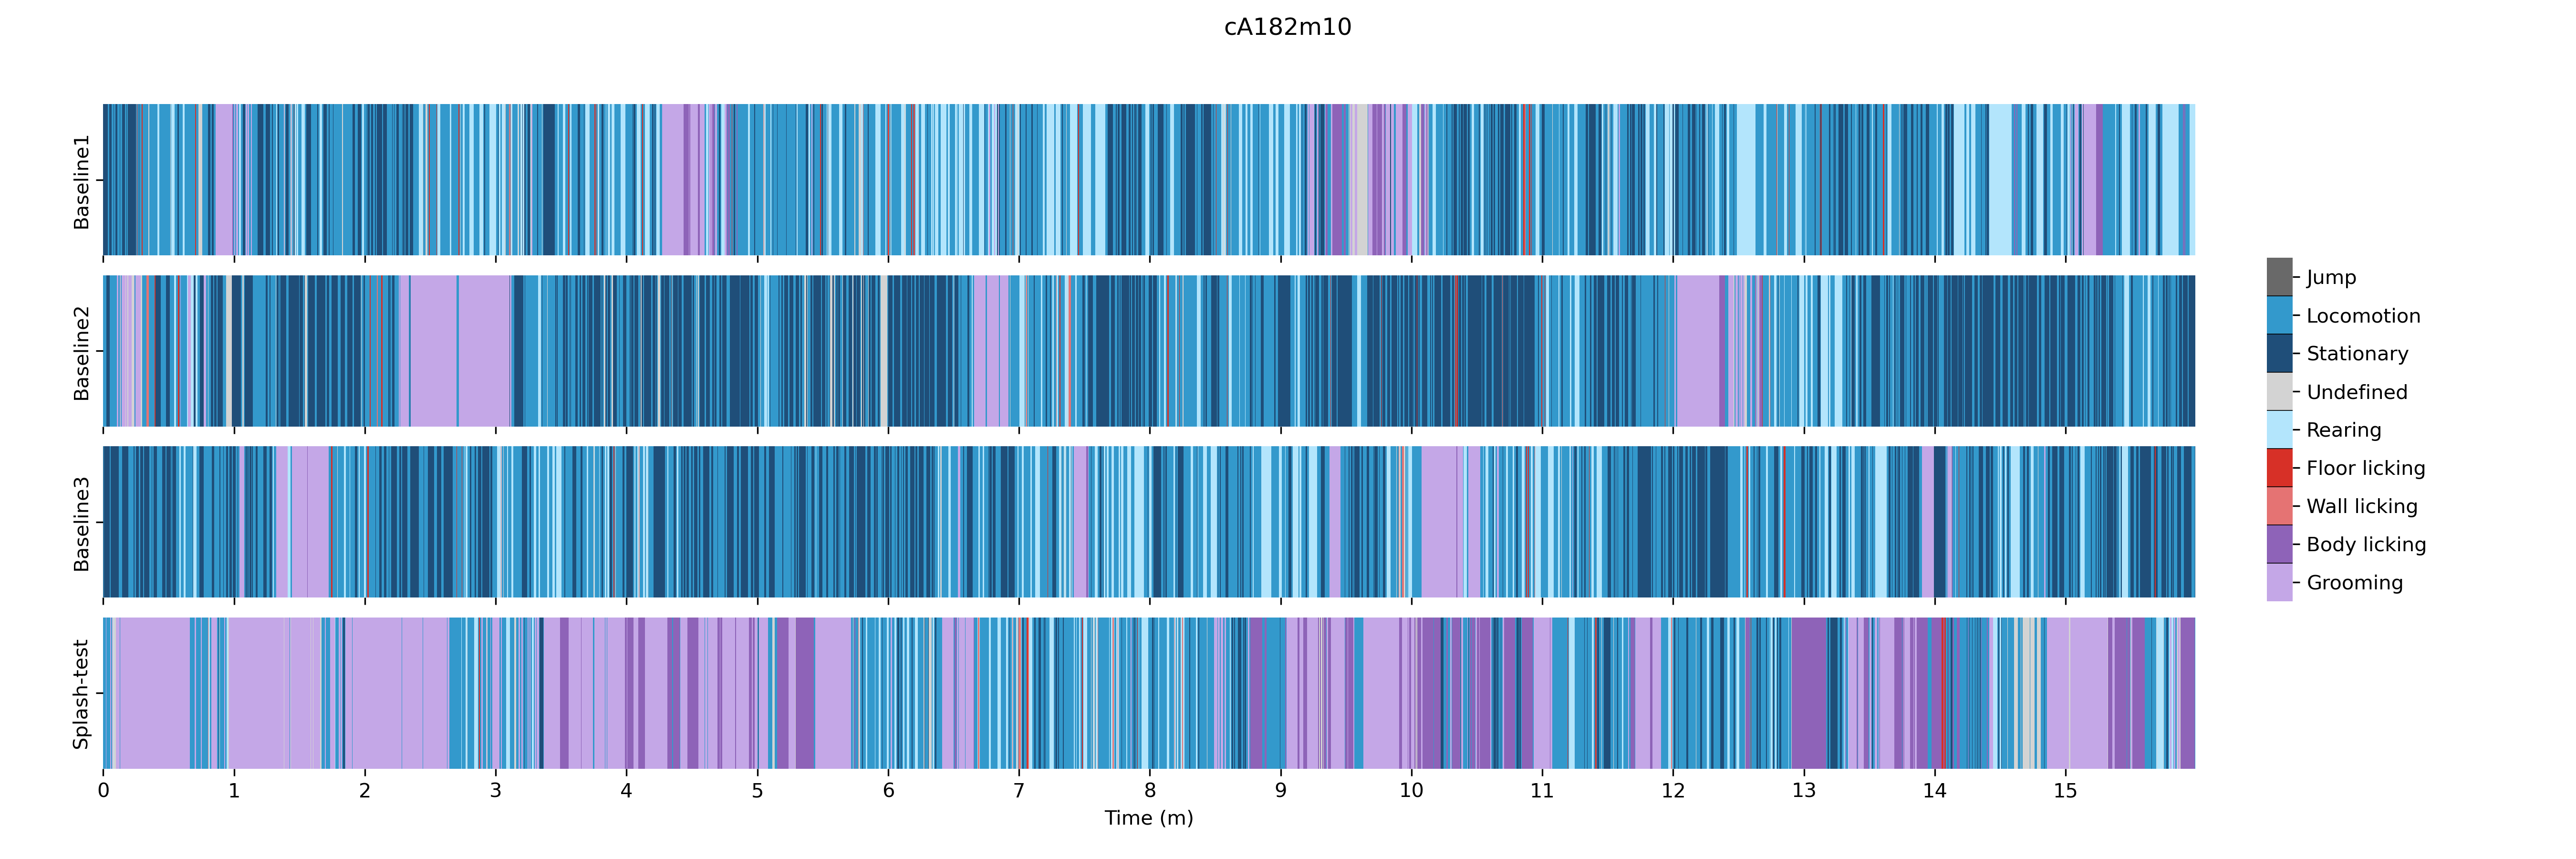 cA182m10
Baseline1
Baseline2
Baseline3
Splash-test
0 1 2 3 4 5 6 7 8 9 10 11 12 13 14 15
Time (m)
Jump
Locomotion
Stationary
Undefined
Rearing
Floor licking
Wall licking
Body licking
Grooming